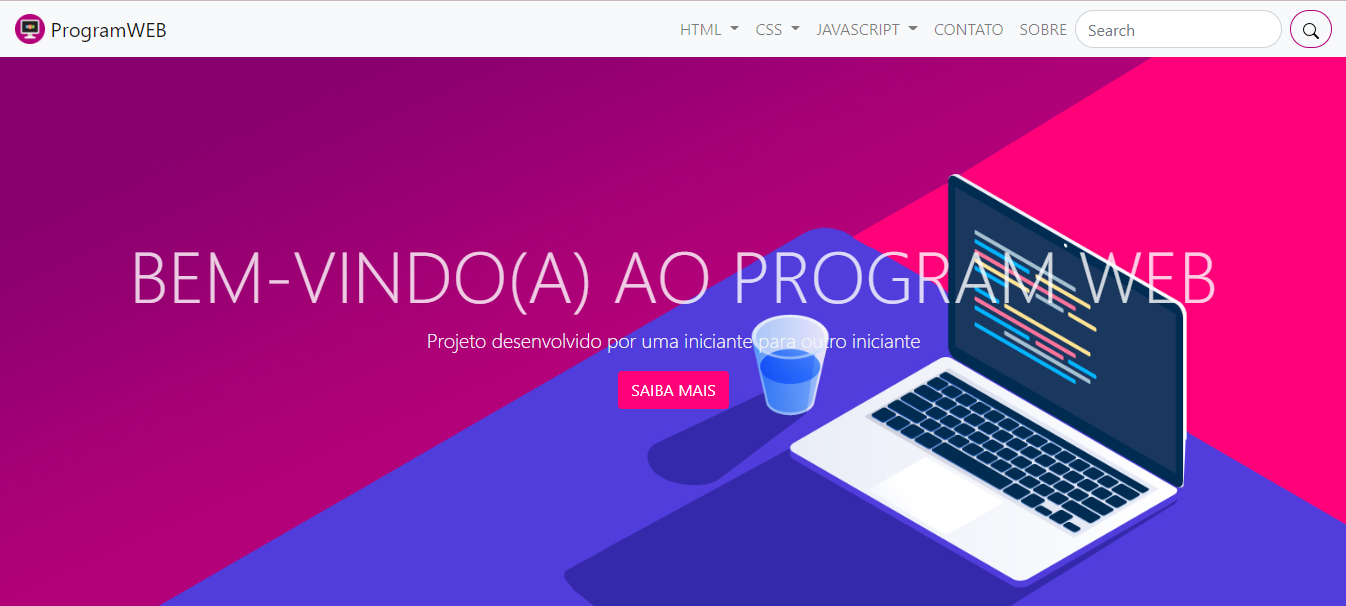 ProgramWEB HTML CSS JAVASCRIPT CONTATO SOBRE Search
BEM-VINDO(A) AO PROGRAM WEB
Projeto desenvolvido por uma iniciante para outro iniciante
SAIBA MAIS